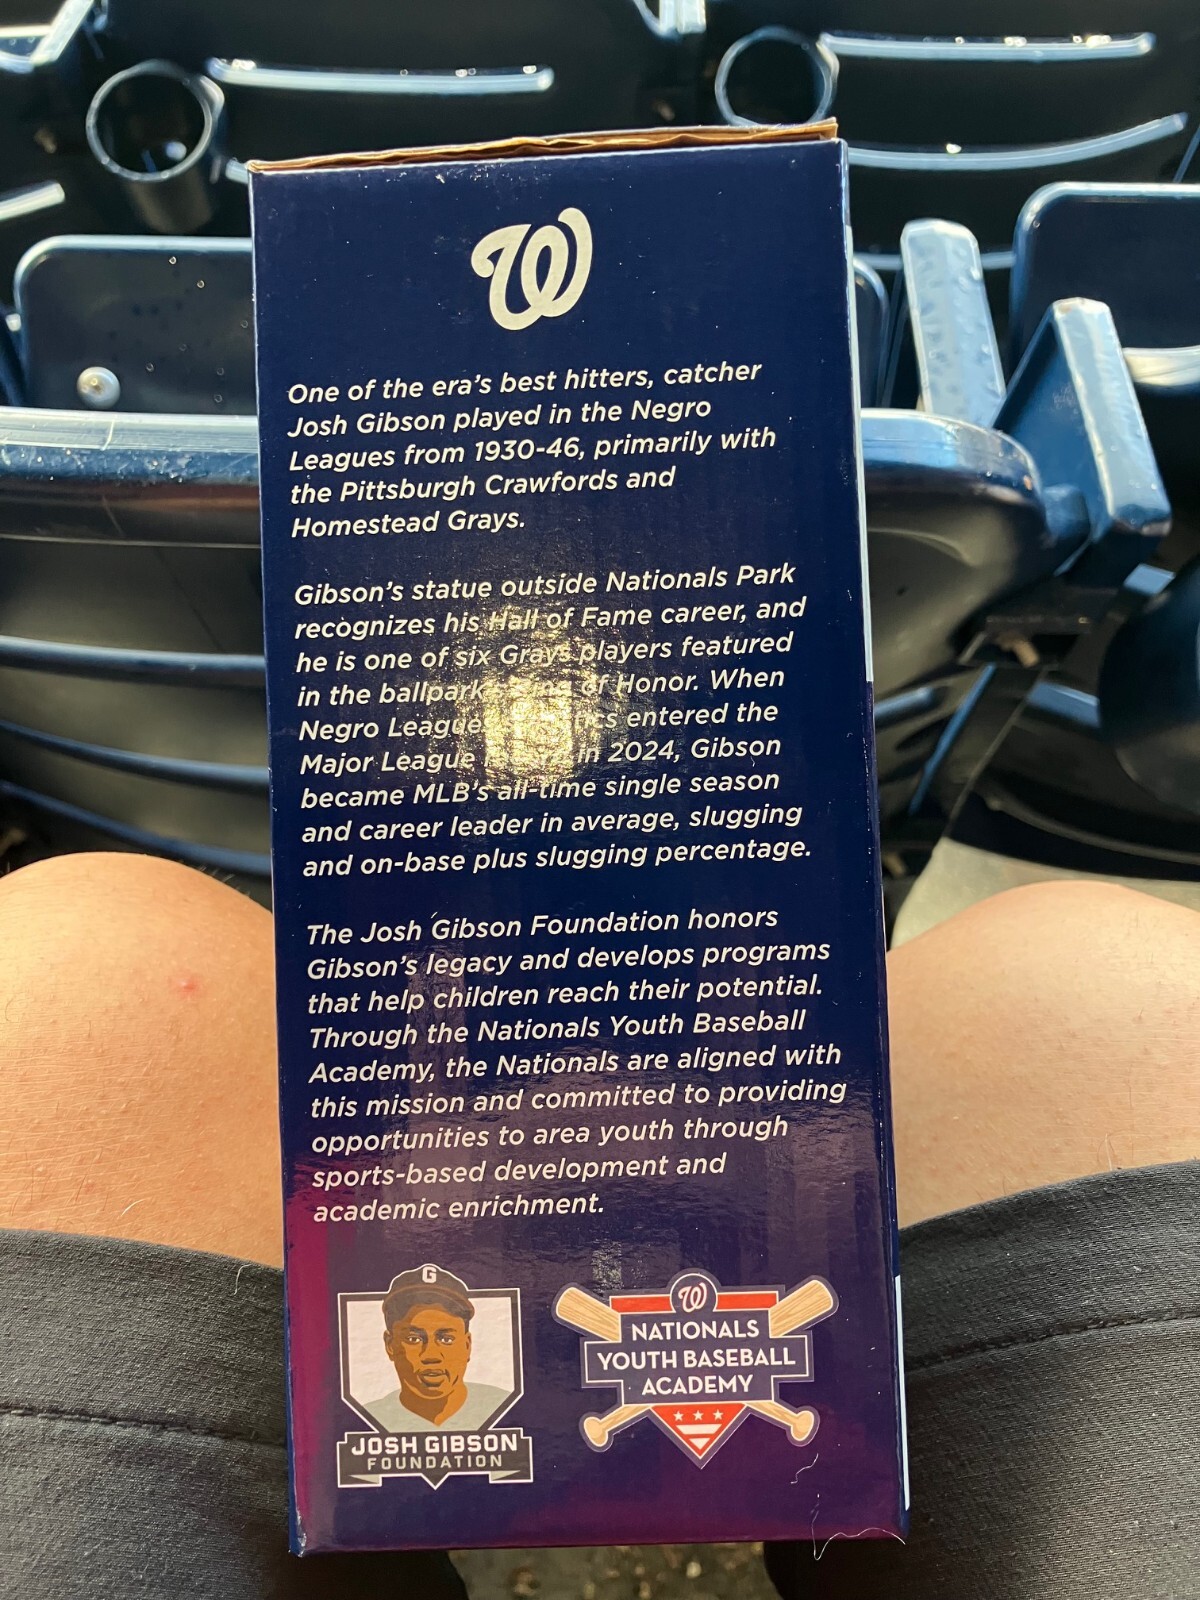 W
One of the era's best hitters, catcher
Josh Gibson played in the Negro
Leagues from 1930-46, primarily with
the Pittsburgh Crawfords and
Homestead Grays.
Gibson's statue outside Nationals Park
recognizes his Hall of Fame career, and
he is one of six Grays players featured
in the ballpark's Ring of Honor. When
Negro Leagues statistics entered the
Major League in 2024, Gibson
became MLB's all-time single season
and career leader in average, slugging
and on-base plus slugging percentage.
The Josh Gibson Foundation honors
Gibson's legacy and develops programs
that help children reach their potential.
Through the Nationals Youth Baseball
Academy, the Nationals are aligned with
this mission and committed to providing
opportunities to area youth through
sports-based development and
academic enrichment.
G
JOSH GIBSON
FOUNDATION
W
NATIONALS
YOUTH BASEBALL
ACADEMY